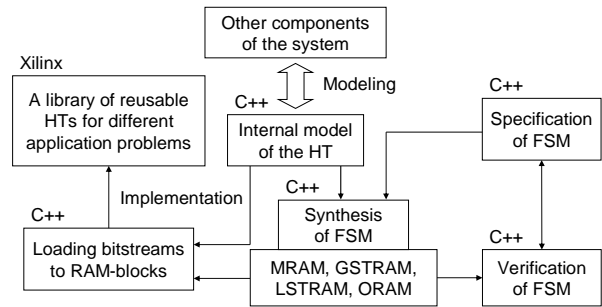 Other components
of the system
Xilinx
Modeling
C++
C++
A library of reusable
HTs for different
application problems
Internal model
of the HT
Specification
of FSM
Implementation
C++
C++
Synthesis
of FSM
C++
Loading bitstreams
to RAM-blocks
MRAM, GSTRAM,
LSTRAM, ORAM
Verification
of FSM